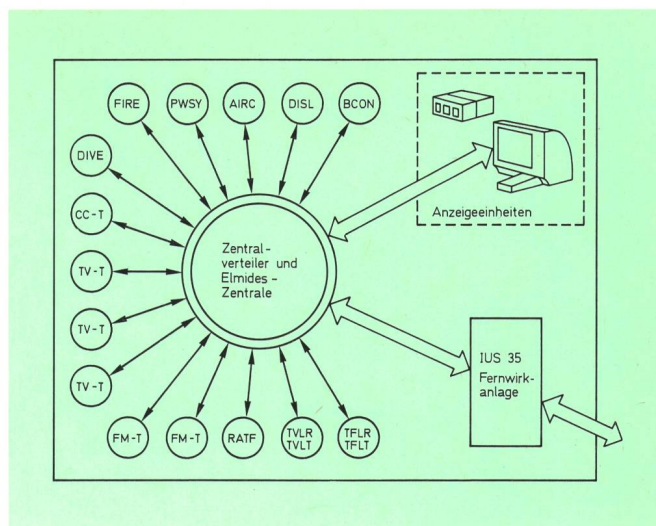 FIRE
PWSY
AIRC
DISL
BCON
DIVE
CC-T
TV-T
TV-T
TV-T
FM-T
FM-T
RATF
TVLR
TVLT
TFLR
TFLT
Zentral-
verteiler und
Elmides-
Zentrale
Anzeigeeinheiten
IUS 35
Fernwirk-
anlage